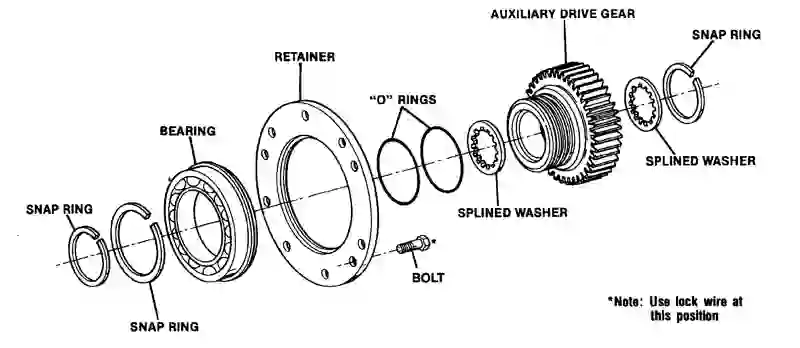 AUXILIARY DRIVE GEAR
SNAP RING
RETAINER
"O" RINGS
BEARING
SPLINED WASHER
SNAP RING
SPLINED WASHER
BOLT
*
SNAP RING
*Note: Use lock wire at
this position